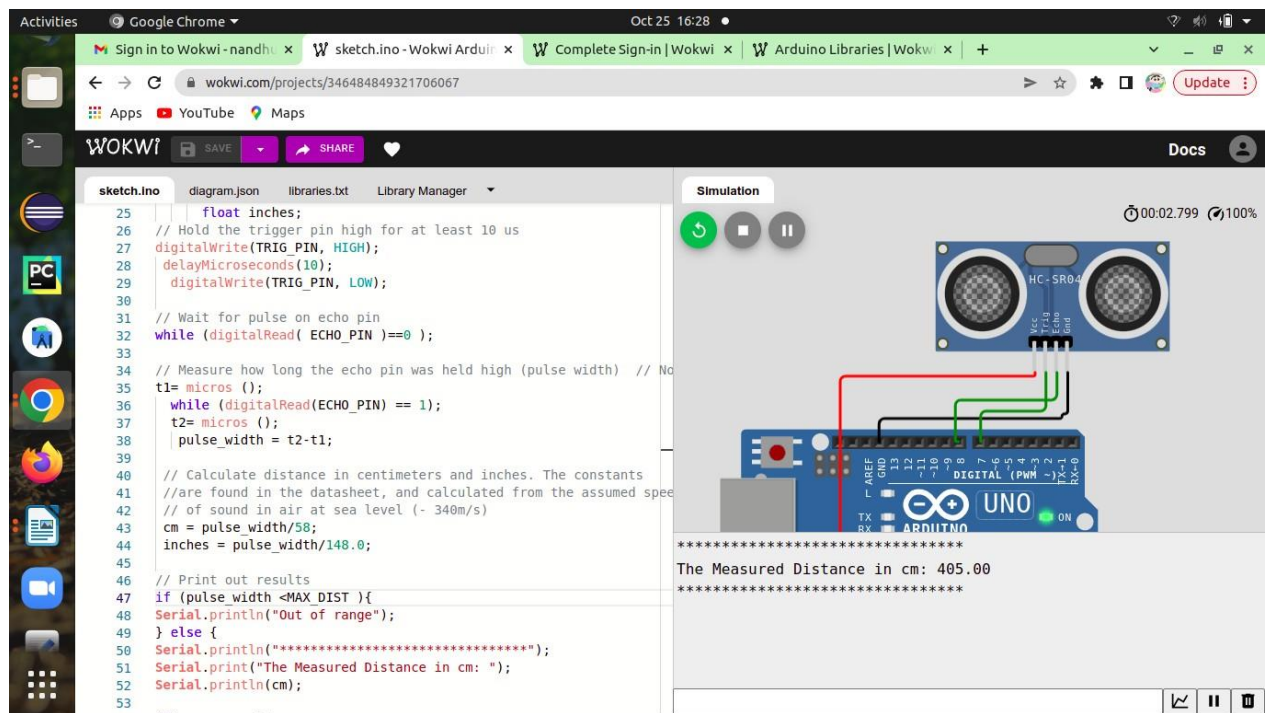 Activities Google Chrome Oct 25 16:28
Sign in to Wokwi - nandhu sketch.ino - Wokwi Arduin Complete Sign-in | Wokwi Arduino Libraries | Wokwi
wokwi.com/projects/346484849321706067 Update
Apps YouTube Maps
WOKWI SAVE SHARE Docs
sketch.ino diagram.json libraries.txt Library Manager Simulation
00:02.799 100%
25 float inches;
26 // Hold the trigger pin high for at least 10 us
27 digitalWrite(TRIG_PIN, HIGH);
28 delayMicroseconds(10);
29 digitalWrite(TRIG_PIN, LOW);
30
31 // Wait for pulse on echo pin
32 while (digitalRead( ECHO_PIN )==0 );
33
34 // Measure how long the echo pin was held high (pulse width) // No
35 t1= micros ();
36 while (digitalRead(ECHO_PIN) == 1);
37 t2= micros ();
38 pulse_width = t2-t1;
39
40 // Calculate distance in centimeters and inches. The constants
41 //are found in the datasheet, and calculated from the assumed spee
42 // of sound in air at sea level (- 340m/s)
43 cm = pulse_width/58;
44 inches = pulse_width/148.0;
45
46 // Print out results
47 if (pulse_width <MAX_DIST ){
48 Serial.println("Out of range");
49 } else {
50 Serial.println("********************************");
51 Serial.print("The Measured Distance in cm: ");
52 Serial.println(cm);
53
HC-SR04
Vcc
Trig
Echo
Gnd
AREF
GND
13
12
~11
~10
~9
8
7
~6
~5
4
~3
2
TX→1
RX←0
DIGITAL (PWM ~)
L
TX
RX
UNO
ON
ARDUINO
********************************
The Measured Distance in cm: 405.00
********************************
PC